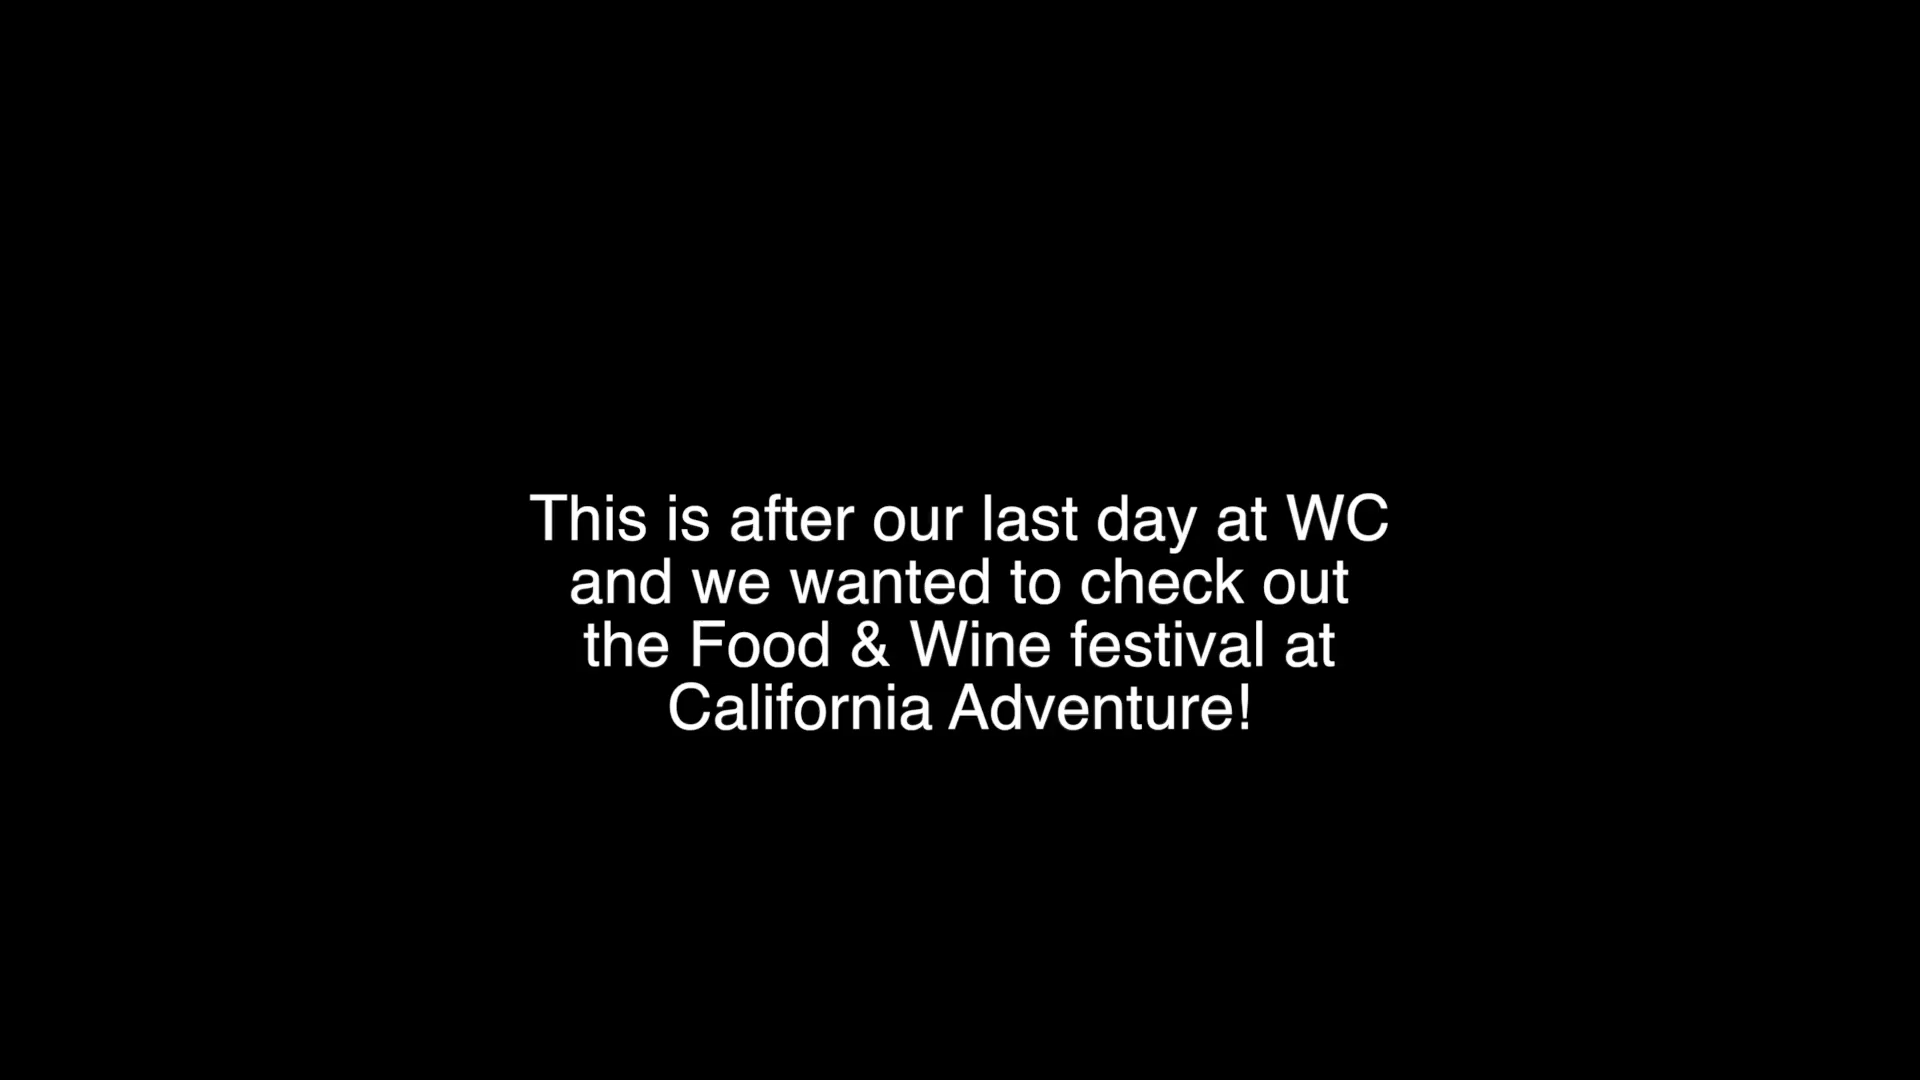 This is after our last day at WC
and we wanted to check out
the Food & Wine festival at
California Adventure!